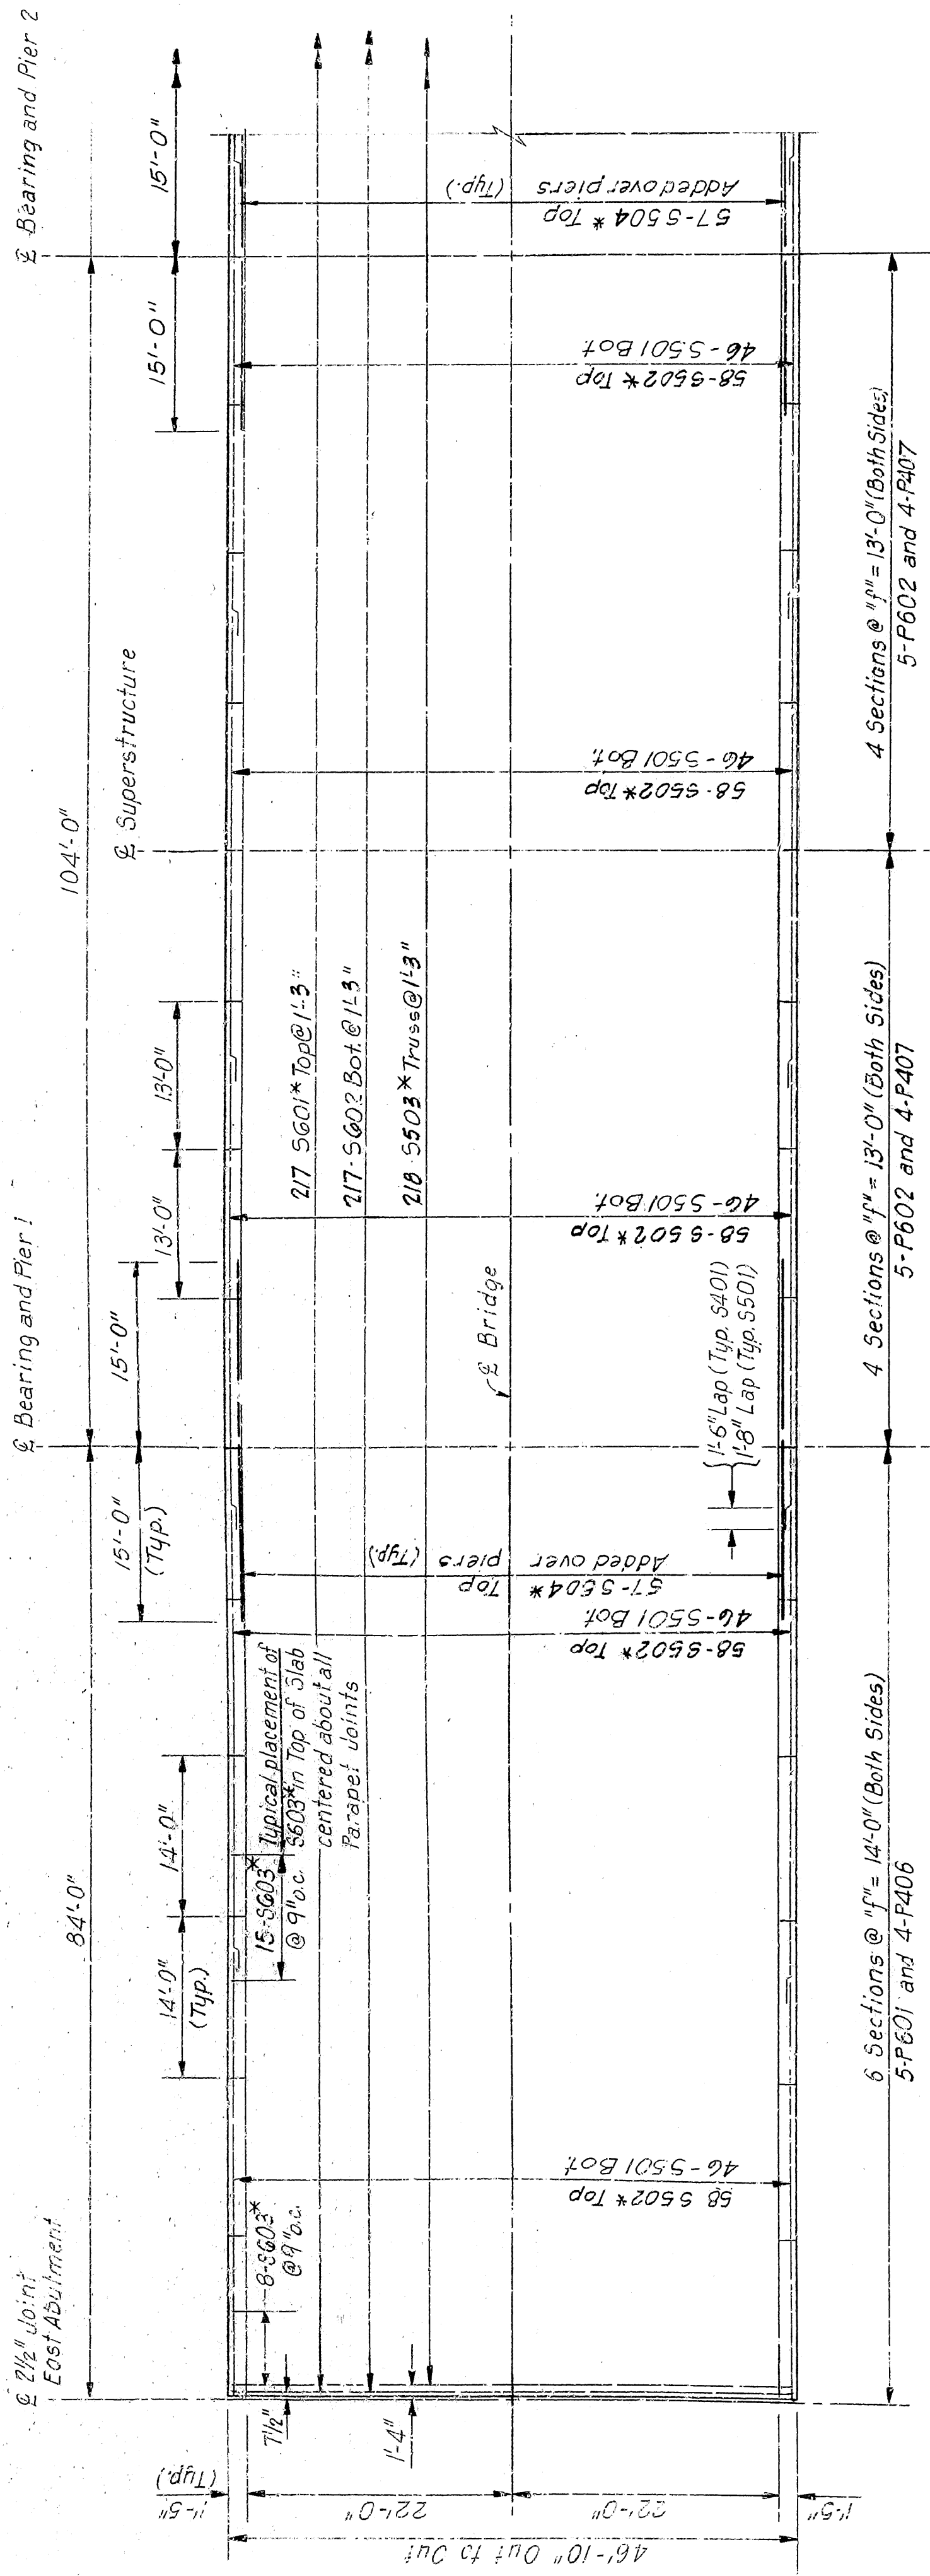 ℄ 2½" Joint
East Abutment
℄ Bearing and Pier 1
℄ Bearing and Pier 2
84'-0"
104'-0"
℄ Superstructure
14'-0"
(Typ.)
14'-0"
15'-0"
(Typ.)
15'-0"
13'-0"
13'-0"
15'-0"
15'-0"
1'-5"
(Typ.)
22'-0"
22'-0"
1'-5"
46'-10" Out to Out
7½"
1'-4"
8-S603*
@9"o.c.
15-S603*
@ 9"o.c.
Typical placement of
S603* in Top of Slab
centered about all
Parapet Joints
217 S601* Top@1'-3"
217-S602 Bot.@1'-3"
218-S503* Truss@1'-3"
℄ Bridge
58 S502* Top
46-S501 Bot.
58-S502* Top
46-S501 Bot.
57-S504* Top
Added over piers (Typ.)
1'-6" Lap (Typ. S401)
1'-8" Lap (Typ. S501)
58-S502* Top
46-S501 Bot.
58-S502* Top
46-S501 Bot.
58-S502* Top
46-S501 Bot.
57-S504* Top
Added over piers (Typ.)
6 Sections @ "f" = 14'-0" (Both Sides)
5-P601 and 4-P406
4 Sections @ "f" = 13'-0" (Both Sides)
5-P602 and 4-P407
4 Sections @ "f" = 13'-0" (Both Sides)
5-P602 and 4-P407